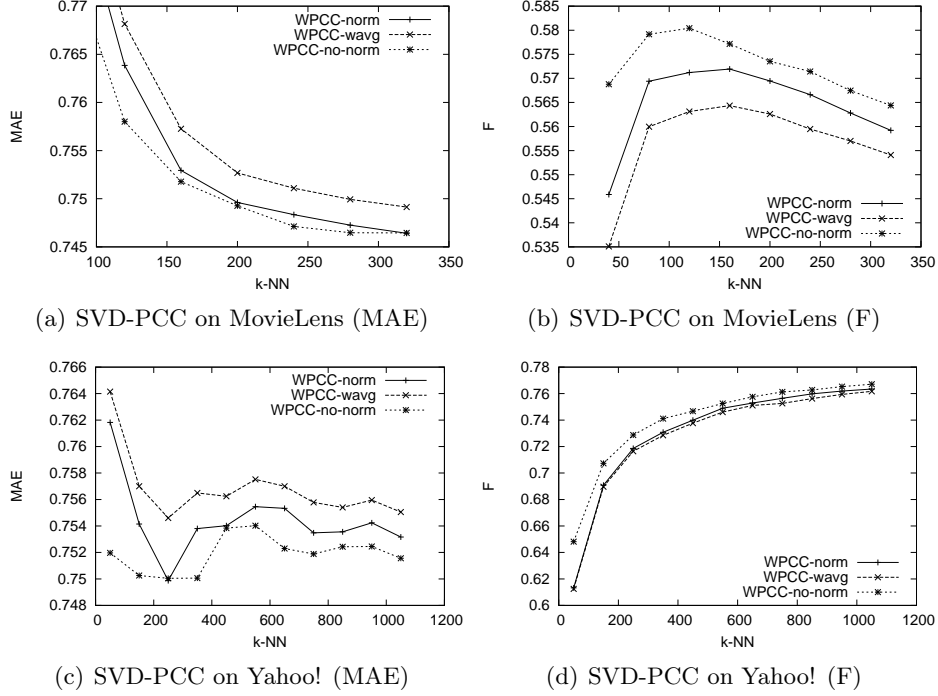 0.77
0.765
0.76
0.755
0.75
0.745
MAE
100 150 200 250 300 350
k-NN
WPCC-norm
WPCC-wavg
WPCC-no-norm
(a) SVD-PCC on MovieLens (MAE)
0.585
0.58
0.575
0.57
0.565
0.56
0.555
0.55
0.545
0.54
0.535
F
0 50 100 150 200 250 300 350
k-NN
WPCC-norm
WPCC-wavg
WPCC-no-norm
(b) SVD-PCC on MovieLens (F)
0.766
0.764
0.762
0.76
0.758
0.756
0.754
0.752
0.75
0.748
MAE
0 200 400 600 800 1000 1200
k-NN
WPCC-norm
WPCC-wavg
WPCC-no-norm
(c) SVD-PCC on Yahoo! (MAE)
0.78
0.76
0.74
0.72
0.7
0.68
0.66
0.64
0.62
0.6
F
0 200 400 600 800 1000 1200
k-NN
WPCC-norm
WPCC-wavg
WPCC-no-norm
(d) SVD-PCC on Yahoo! (F)